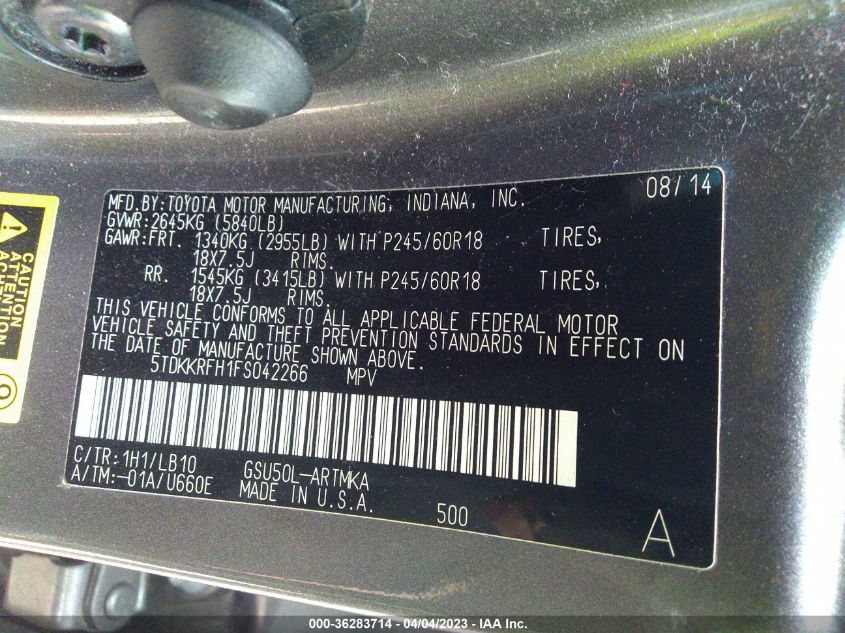 MFD.BY:TOYOTA MOTOR MANUFACTURING, INDIANA, INC. 08/14
GVWR:2645KG (5840LB)
GAWR:FRT. 1340KG (2955LB) WITH P245/60R18 TIRES,
18X7.5J RIMS.
RR. 1545KG (3415LB) WITH P245/60R18 TIRES,
18X7.5J RIMS.
THIS VEHICLE CONFORMS TO ALL APPLICABLE FEDERAL MOTOR
VEHICLE SAFETY AND THEFT PREVENTION STANDARDS IN EFFECT ON
THE DATE OF MANUFACTURE SHOWN ABOVE.
5TDKKRFH1FS042266 MPV
C/TR:1H1/LB10 GSU50L-ARTMKA
A/TM:-01A/U660E MADE IN U.S.A.
500
A
CAUTION
ATTENTION
000-36283714 - 04/04/2023 - IAA Inc.